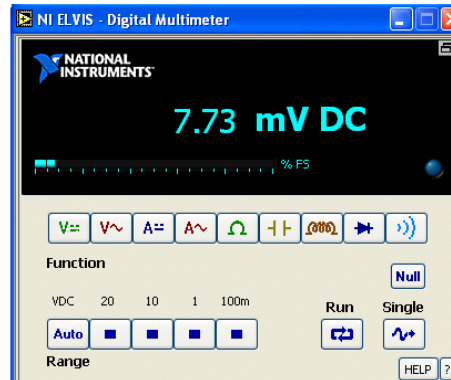 NI ELVIS - Digital Multimeter
NATIONAL
INSTRUMENTS™
7.73 mV DC
% FS
V= V~ A= A~ Ω
Function
Null
VDC 20 10 1 100m
Run Single
Auto
Range
HELP ?